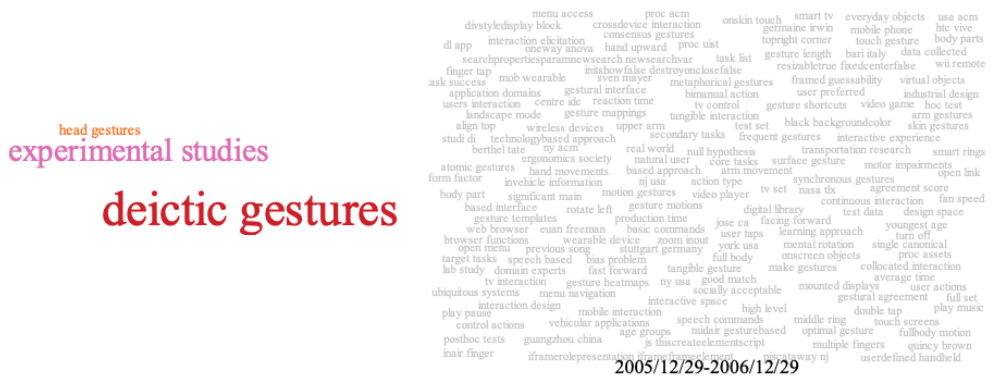 menu access proc acm
divstyledisplay block crossdevice interaction onskin touch smart tv everyday objects usa acm
consensus gestures germaine irwin mobile phone htc vive
dl app interaction elicitation oneway anova hand upward proc uist topright corner touch gesture body parts
searchpropertiesparamnewsearch newsearchvar task list gesture length bari italy data collected
finger tap initshowfalse destroyonclosefalse resizabletrue fixedcenterfalse wii remote
task success mob wearable sven mayer metaphorical gestures framed guessability virtual objects
application domains gestural interface bimanual action user preferred industrial design
users interaction centre idc reaction time tv control gesture shortcuts video game hoc test
landscape mode gesture mappings tangible interaction arm gestures
align top wireless devices upper arm test set black backgroundcolor skin gestures
head gestures
studi di technologybased approach secondary tasks frequent gestures interactive experience
experimental studies
berthel tate ny acm real world null hypothesis transportation research smart rings
ergonomics society natural user core tasks surface gesture motor impairments
atomic gestures hand movements based approach arm movement open link
form factor invehicle information nj usa action type synchronous gestures
body part significant main motion gestures video player tv set nasa tlx agreement score
continuous interaction fan speed
deictic gestures
based interface rotate left gesture motions digital library test data design space
gesture templates production time jose ca facing forward youngest age
web browser euan freeman basic commands user taps learning approach turn off
browser functions wearable device zoom inout york usa mental rotation single canonical
open menu previous song stuttgart germany full body onscreen objects proc assets
target tasks speech based bias problem
lab study domain experts fast forward tangible gesture make gestures collocated interaction
tv interaction gesture heatmaps ny usa good match average time
ubiquitous systems menu navigation socially acceptable mounted displays user actions
interaction design interactive space gestural agreement full set
play pause mobile interaction high level double tap play music
control actions vehicular applications speech commands middle ring touch screens
age groups midair gesturebased optimal gesture fullbody motion
posthoc tests guangzhou china js thiscreateelementscript multiple fingers quincy brown
inair finger iframerolepresentation iframeframeelement piscataway nj userdefined handheld
2005/12/29-2006/12/29